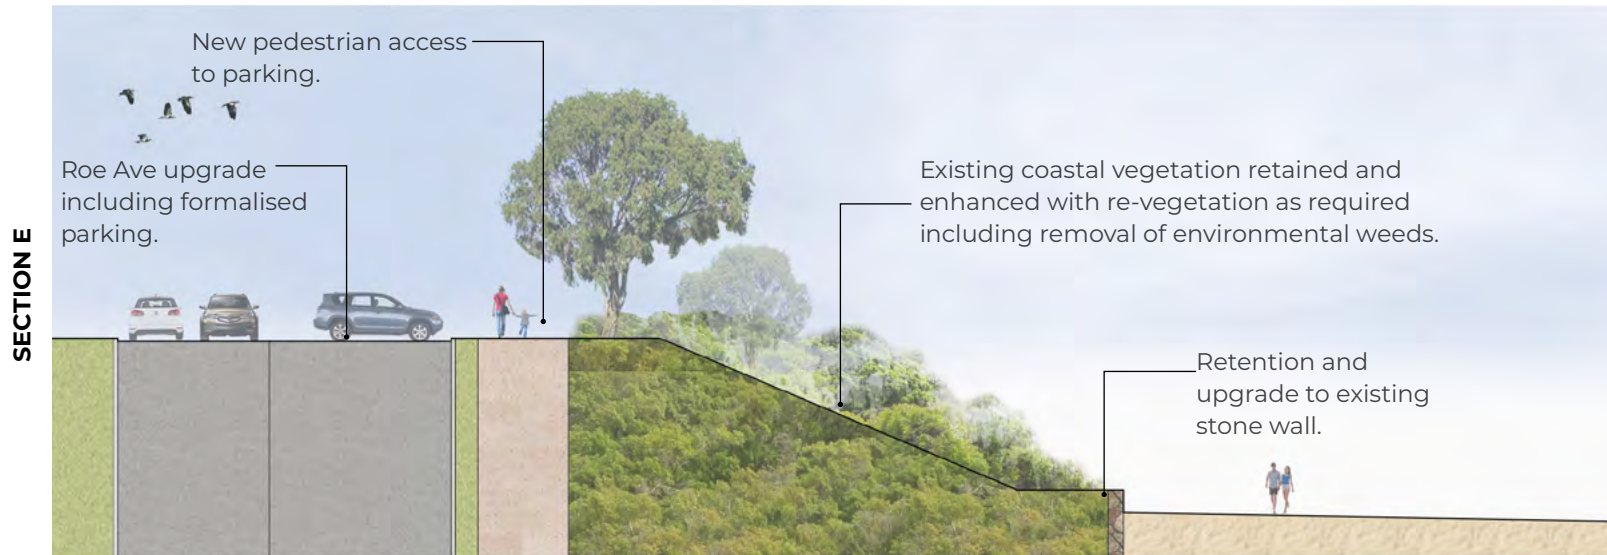 SECTION E
New pedestrian access
to parking.
Roe Ave upgrade
including formalised
parking.
Existing coastal vegetation retained and
enhanced with re-vegetation as required
including removal of environmental weeds.
Retention and
upgrade to existing
stone wall.